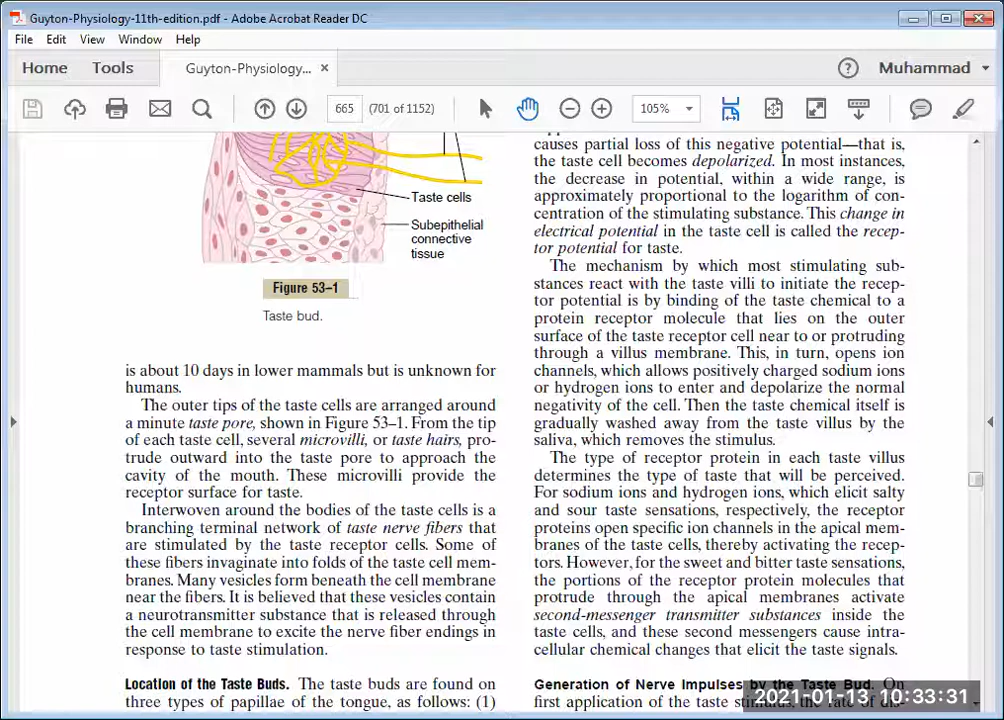 Guyton-Physiology-11th-edition.pdf - Adobe Acrobat Reader DC
File Edit View Window Help
Home Tools Guyton-Physiology... × Muhammad
665 (701 of 1152) 105%
Taste cells
Subepithelial
connective
tissue
Figure 53–1
Taste bud.
is about 10 days in lower mammals but is unknown for
humans.
The outer tips of the taste cells are arranged around
a minute taste pore, shown in Figure 53–1. From the tip
of each taste cell, several microvilli, or taste hairs, pro-
trude outward into the taste pore to approach the
cavity of the mouth. These microvilli provide the
receptor surface for taste.
Interwoven around the bodies of the taste cells is a
branching terminal network of taste nerve fibers that
are stimulated by the taste receptor cells. Some of
these fibers invaginate into folds of the taste cell mem-
branes. Many vesicles form beneath the cell membrane
near the fibers. It is believed that these vesicles contain
a neurotransmitter substance that is released through
the cell membrane to excite the nerve fiber endings in
response to taste stimulation.
Location of the Taste Buds. The taste buds are found on
three types of papillae of the tongue, as follows: (1)
causes partial loss of this negative potential—that is,
the taste cell becomes depolarized. In most instances,
the decrease in potential, within a wide range, is
approximately proportional to the logarithm of con-
centration of the stimulating substance. This change in
electrical potential in the taste cell is called the recep-
tor potential for taste.
The mechanism by which most stimulating sub-
stances react with the taste villi to initiate the recep-
tor potential is by binding of the taste chemical to a
protein receptor molecule that lies on the outer
surface of the taste receptor cell near to or protruding
through a villus membrane. This, in turn, opens ion
channels, which allows positively charged sodium ions
or hydrogen ions to enter and depolarize the normal
negativity of the cell. Then the taste chemical itself is
gradually washed away from the taste villus by the
saliva, which removes the stimulus.
The type of receptor protein in each taste villus
determines the type of taste that will be perceived.
For sodium ions and hydrogen ions, which elicit salty
and sour taste sensations, respectively, the receptor
proteins open specific ion channels in the apical mem-
branes of the taste cells, thereby activating the recep-
tors. However, for the sweet and bitter taste sensations,
the portions of the receptor protein molecules that
protrude through the apical membranes activate
second-messenger transmitter substances inside the
taste cells, and these second messengers cause intra-
cellular chemical changes that elicit the taste signals.
Generation of Nerve Impulses by the Taste Bud. On
first application of the taste
2021-01-13 10:33:31